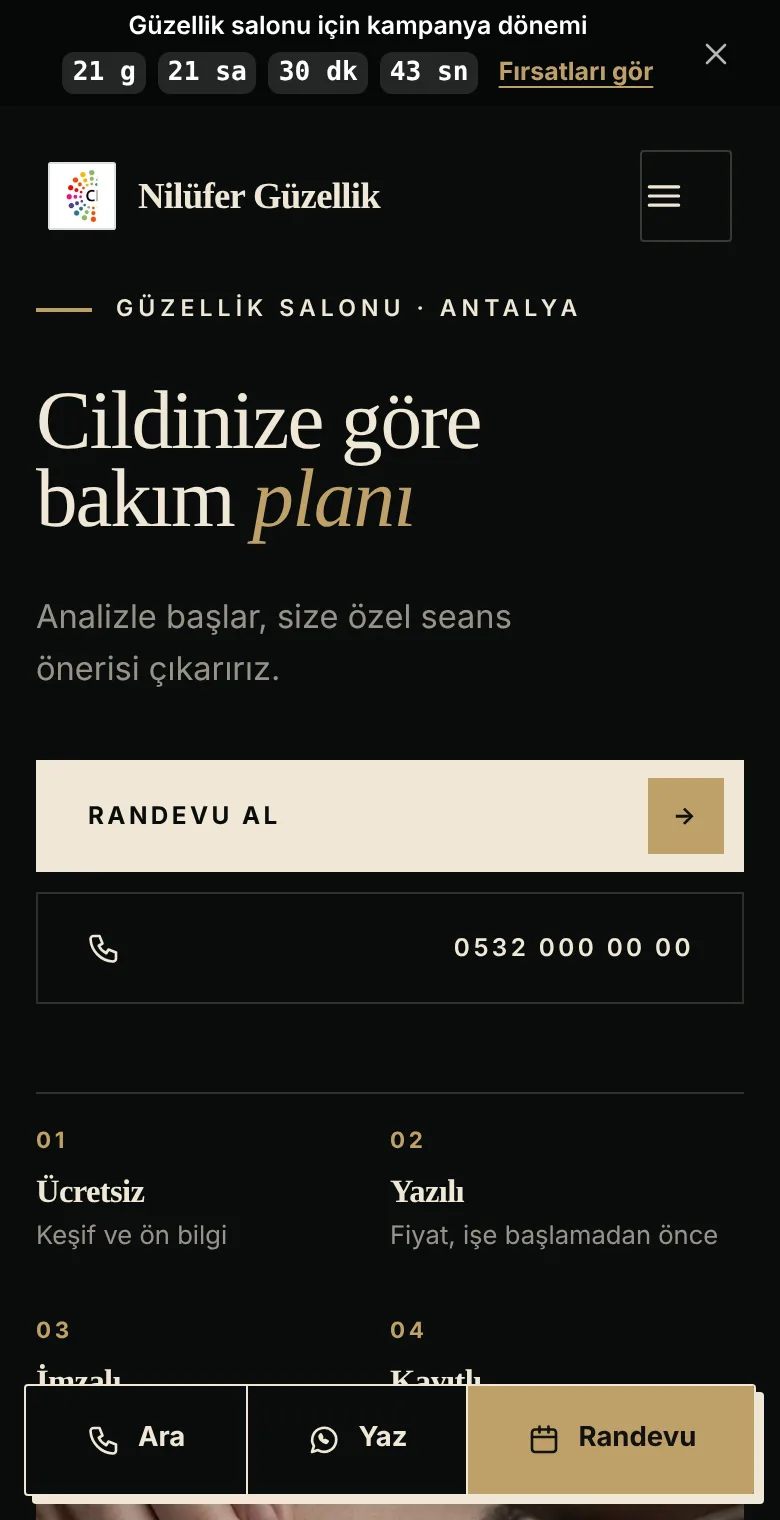 Güzellik salonu için kampanya dönemi
21 g 21 sa 30 dk 43 sn Fırsatları gör
Nilüfer Güzellik
GÜZELLİK SALONU · ANTALYA
Cildinize göre
bakım planı
Analizle başlar, size özel seans
önerisi çıkarırız.
RANDEVU AL
0532 000 00 00
01
Ücretsiz
Keşif ve ön bilgi
02
Yazılı
Fiyat, işe başlamadan önce
03
İmzalı
04
Kayıtlı
Ara
Yaz
Randevu